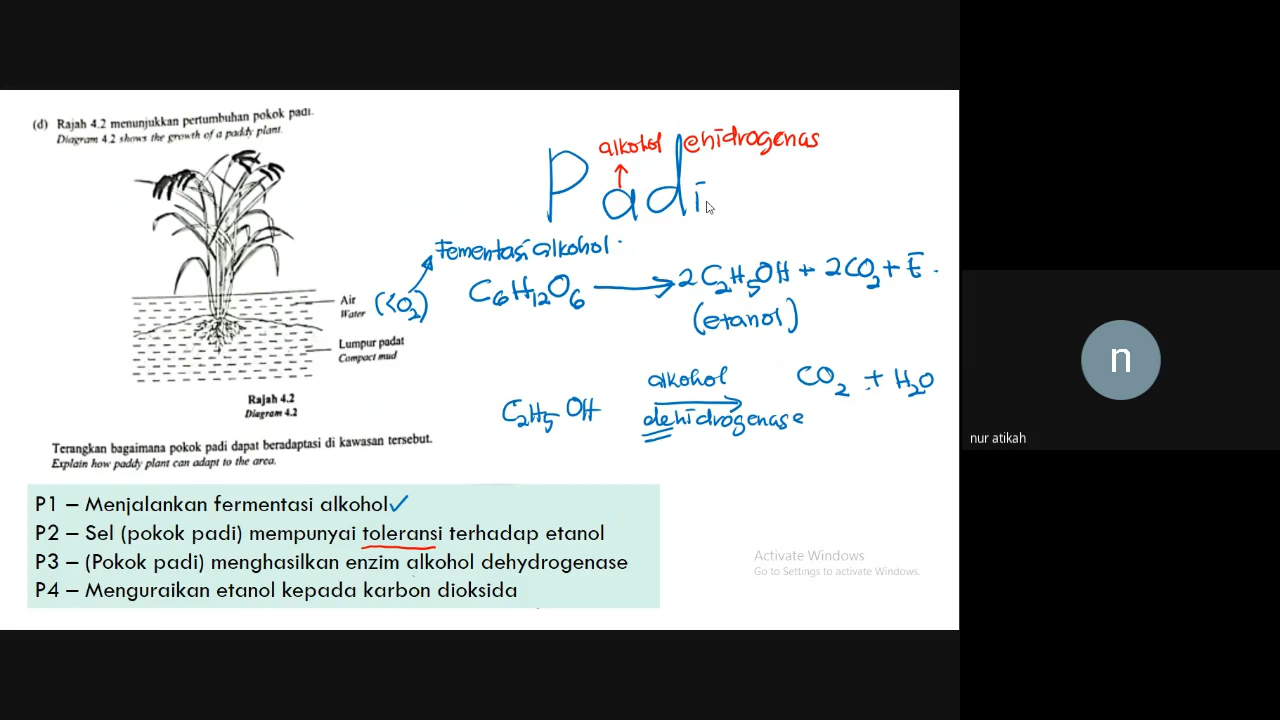 (d) Rajah 4.2 menunjukkan pertumbuhan pokok padi.
Diagram 4.2 shows the growth of a paddy plant.
Air
Water
Lumpur padat
Compact mud
Rajah 4.2
Diagram 4.2
Terangkan bagaimana pokok padi dapat beradaptasi di kawasan tersebut.
Explain how paddy plant can adapt to the area.
alkohol ehidrogenas
Padi
Fementasi alkohol
(<O₂)
C₆H₁₂O₆ → 2C₂H₅OH + 2CO₂ + E
(etanol)
alkohol
C₂H₅OH → CO₂ + H₂O
dehidrogenase
P1 – Menjalankan fermentasi alkohol✓
P2 – Sel (pokok padi) mempunyai toleransi terhadap etanol
P3 – (Pokok padi) menghasilkan enzim alkohol dehydrogenase
P4 – Menguraikan etanol kepada karbon dioksida
Activate Windows
Go to Settings to activate Windows.
n
nur atikah